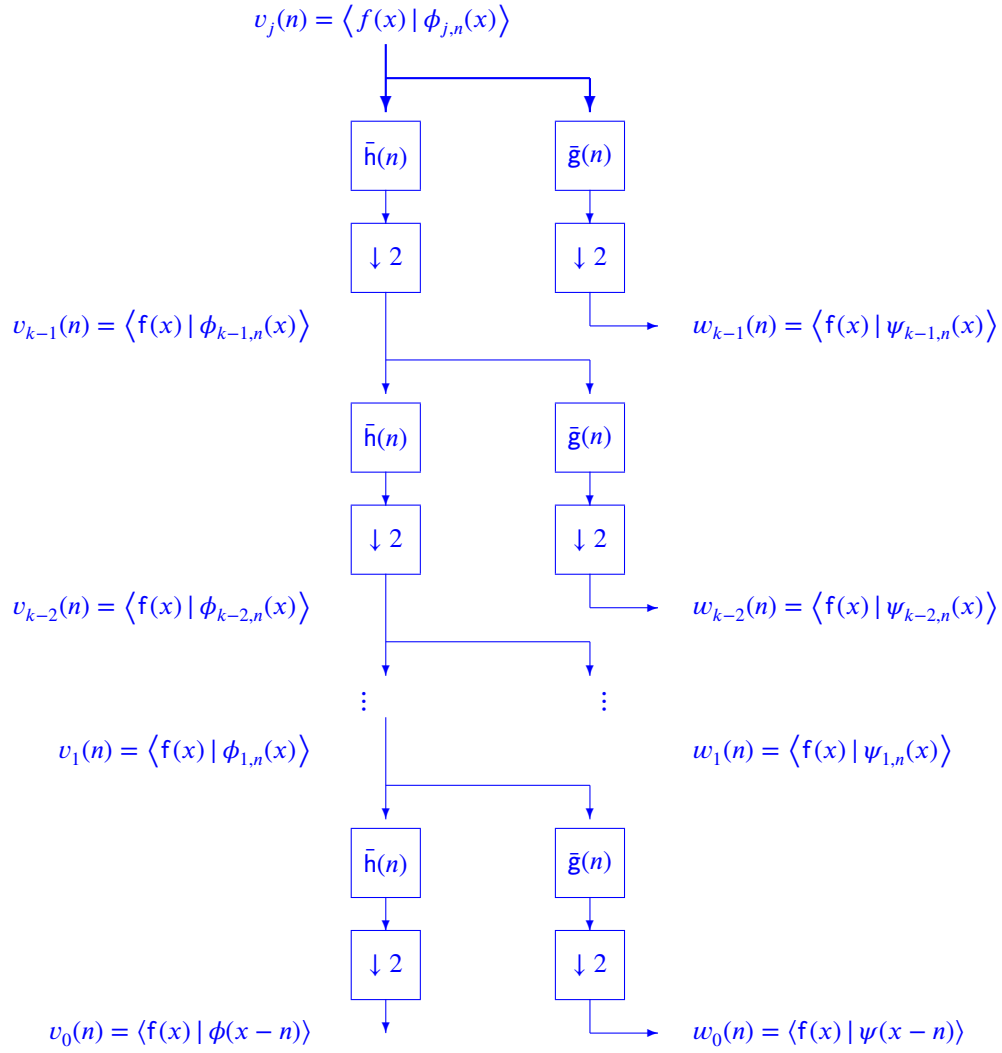 v_j(n) = ⟨f(x) | ϕ_{j,n}(x)⟩
h̄(n) ḡ(n)
↓ 2 ↓ 2
v_{k−1}(n) = ⟨f(x) | ϕ_{k−1,n}(x)⟩ w_{k−1}(n) = ⟨f(x) | ψ_{k−1,n}(x)⟩
h̄(n) ḡ(n)
↓ 2 ↓ 2
v_{k−2}(n) = ⟨f(x) | ϕ_{k−2,n}(x)⟩ w_{k−2}(n) = ⟨f(x) | ψ_{k−2,n}(x)⟩
⋮ ⋮
v_1(n) = ⟨f(x) | ϕ_{1,n}(x)⟩ w_1(n) = ⟨f(x) | ψ_{1,n}(x)⟩
h̄(n) ḡ(n)
↓ 2 ↓ 2
v_0(n) = ⟨f(x) | ϕ(x − n)⟩ w_0(n) = ⟨f(x) | ψ(x − n)⟩